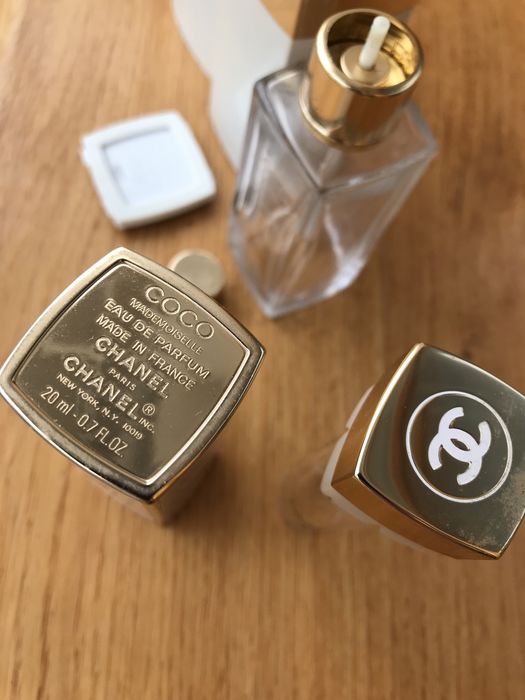 COCO
MADEMOISELLE
EAU DE PARFUM
MADE IN FRANCE
CHANEL
PARIS
CHANEL® INC.
NEW YORK, N.Y. 10019
20 ml - 0.7 FL.OZ.